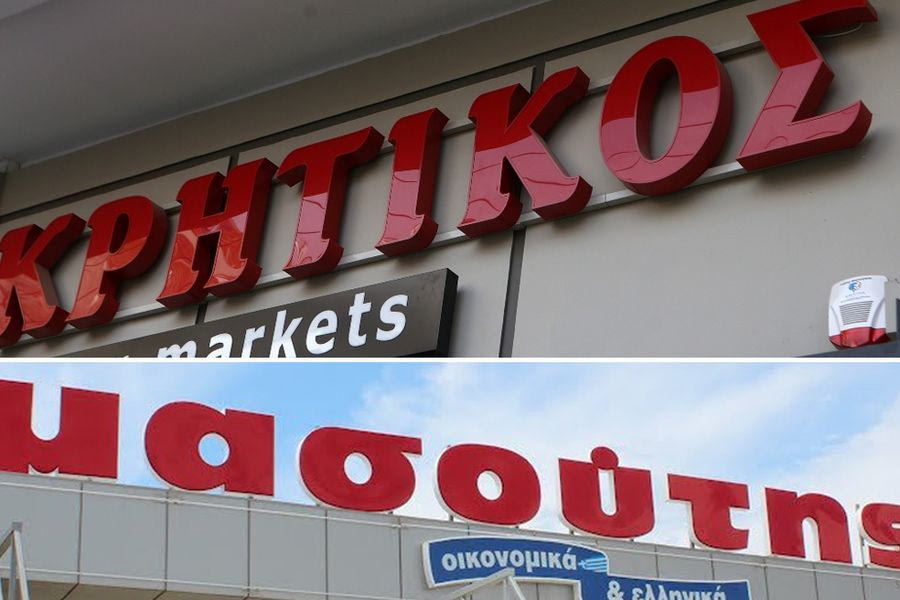 ΚΡΗΤΙΚΟΣ
markets
μασούτης
οικονομικά
& ελληνικά